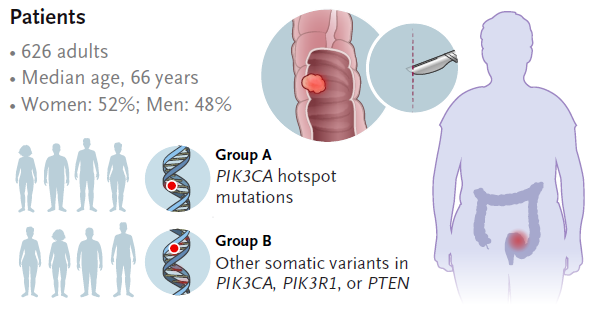 Patients
• 626 adults
• Median age, 66 years
• Women: 52%; Men: 48%
Group A
PIK3CA hotspot
mutations
Group B
Other somatic variants in
PIK3CA, PIK3R1, or PTEN